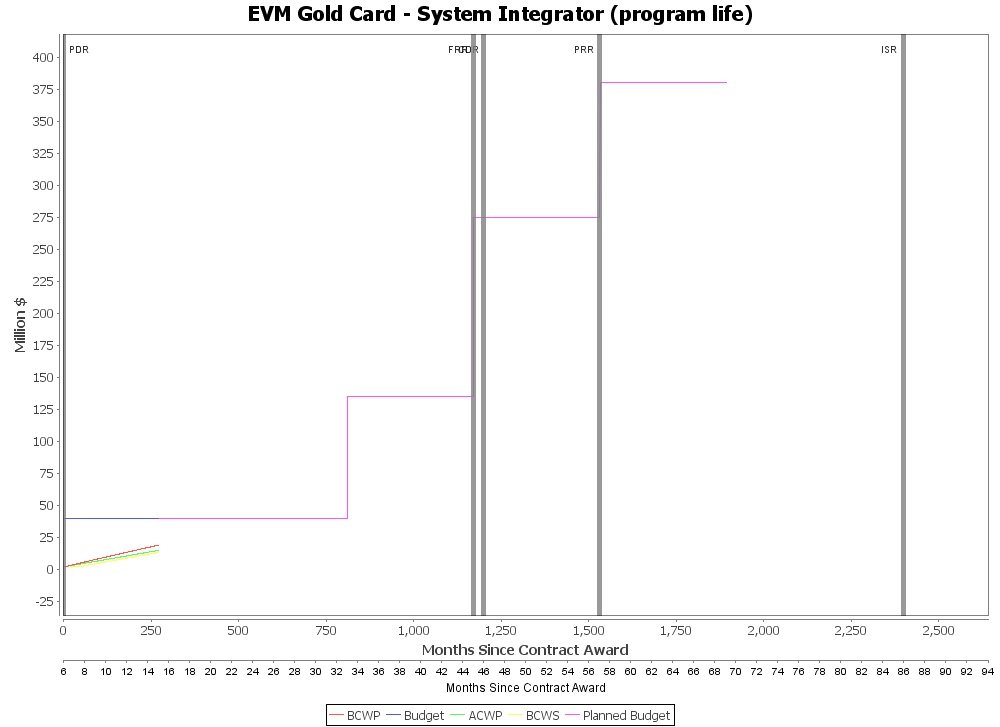 EVM Gold Card - System Integrator (program life)
PDR CDR PRR ISR
400
375
350
325
300
275
250
225
200
175
150
125
100
75
50
25
0
-25
Million $
0 250 500 750 1,000 1,250 1,500 1,750 2,000 2,250 2,500
Months Since Contract Award
6 8 10 12 14 16 18 20 22 24 26 28 30 32 34 36 38 40 42 44 46 48 50 52 54 56 58 60 62 64 66 68 70 72 74 76 78 80 82 84 86 88 90 92 94
Months Since Contract Award
BCWP Budget ACWP BCWS Planned Budget